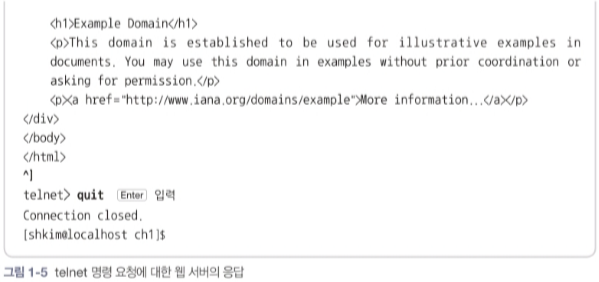 <h1>Example Domain</h1>
<p>This domain is established to be used for illustrative examples in
documents. You may use this domain in examples without prior coordination or
asking for permission.</p>
<p><a href="http://www.iana.org/domains/example">More information...</a></p>
</div>
</body>
</html>
^]
telnet> quit Enter 입력
Connection closed.
[shkim@localhost ch1]$
그림 1-5 telnet 명령 요청에 대한 웹 서버의 응답